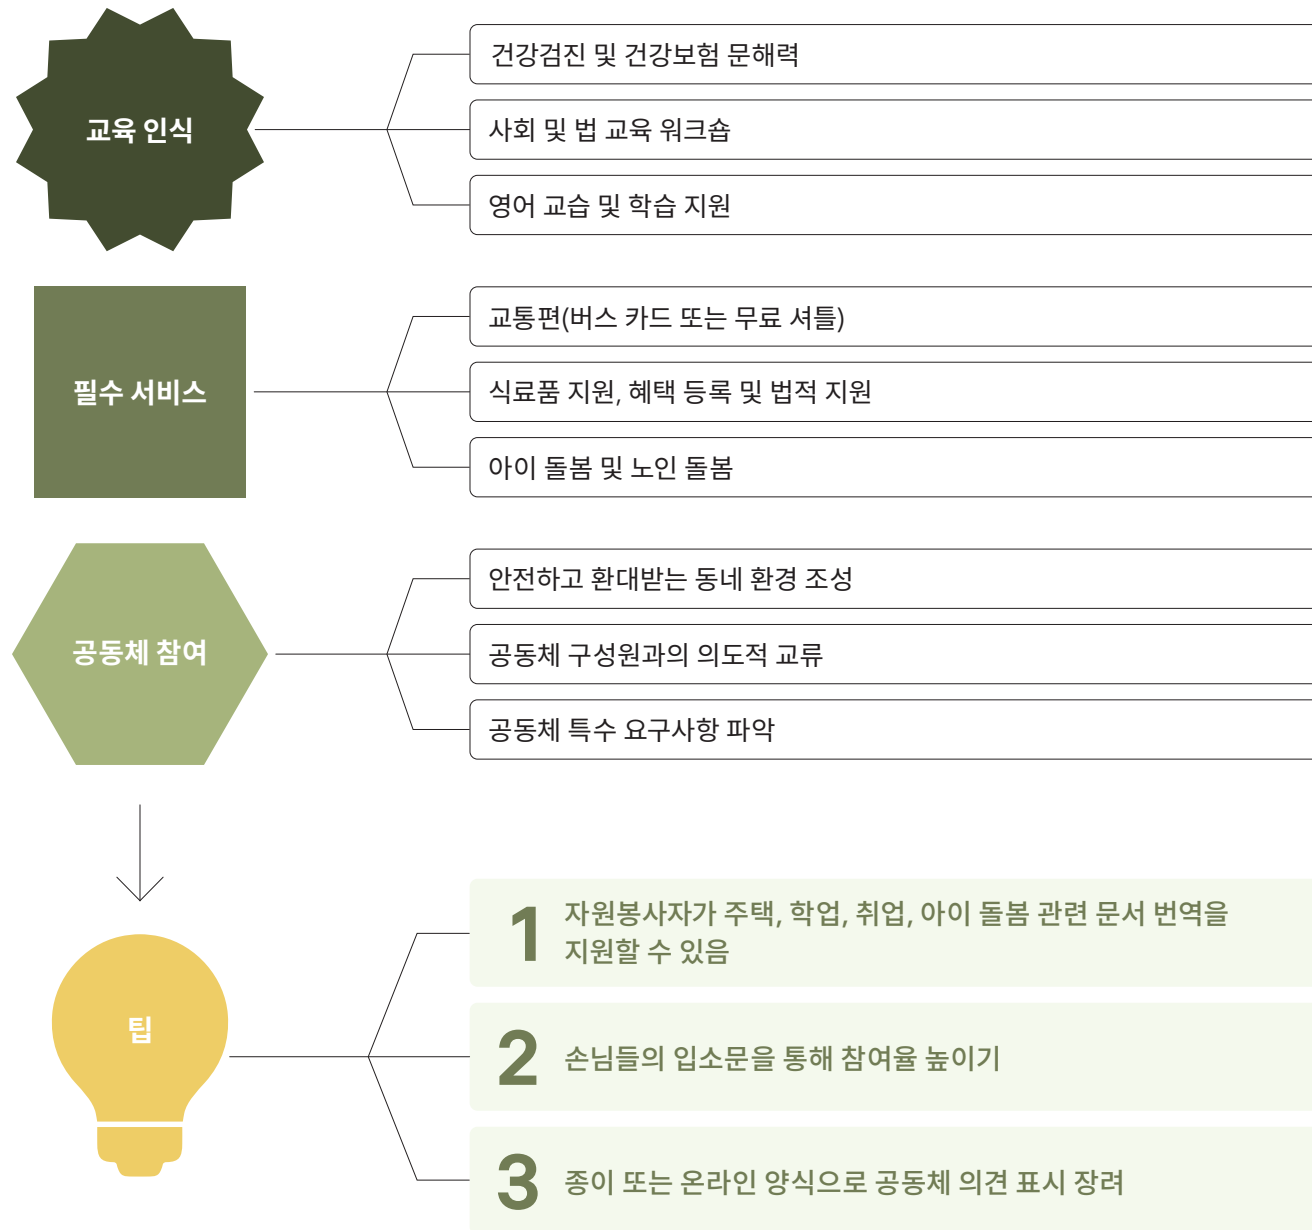 교육 인식
건강검진 및 건강보험 문해력
사회 및 법 교육 워크숍
영어 교습 및 학습 지원
필수 서비스
교통편(버스 카드 또는 무료 셔틀)
식료품 지원, 혜택 등록 및 법적 지원
아이 돌봄 및 노인 돌봄
공동체 참여
안전하고 환대받는 동네 환경 조성
공동체 구성원과의 의도적 교류
공동체 특수 요구사항 파악
팁
1 자원봉사자가 주택, 학업, 취업, 아이 돌봄 관련 문서 번역을
지원할 수 있음
2 손님들의 입소문을 통해 참여율 높이기
3 종이 또는 온라인 양식으로 공동체 의견 표시 장려